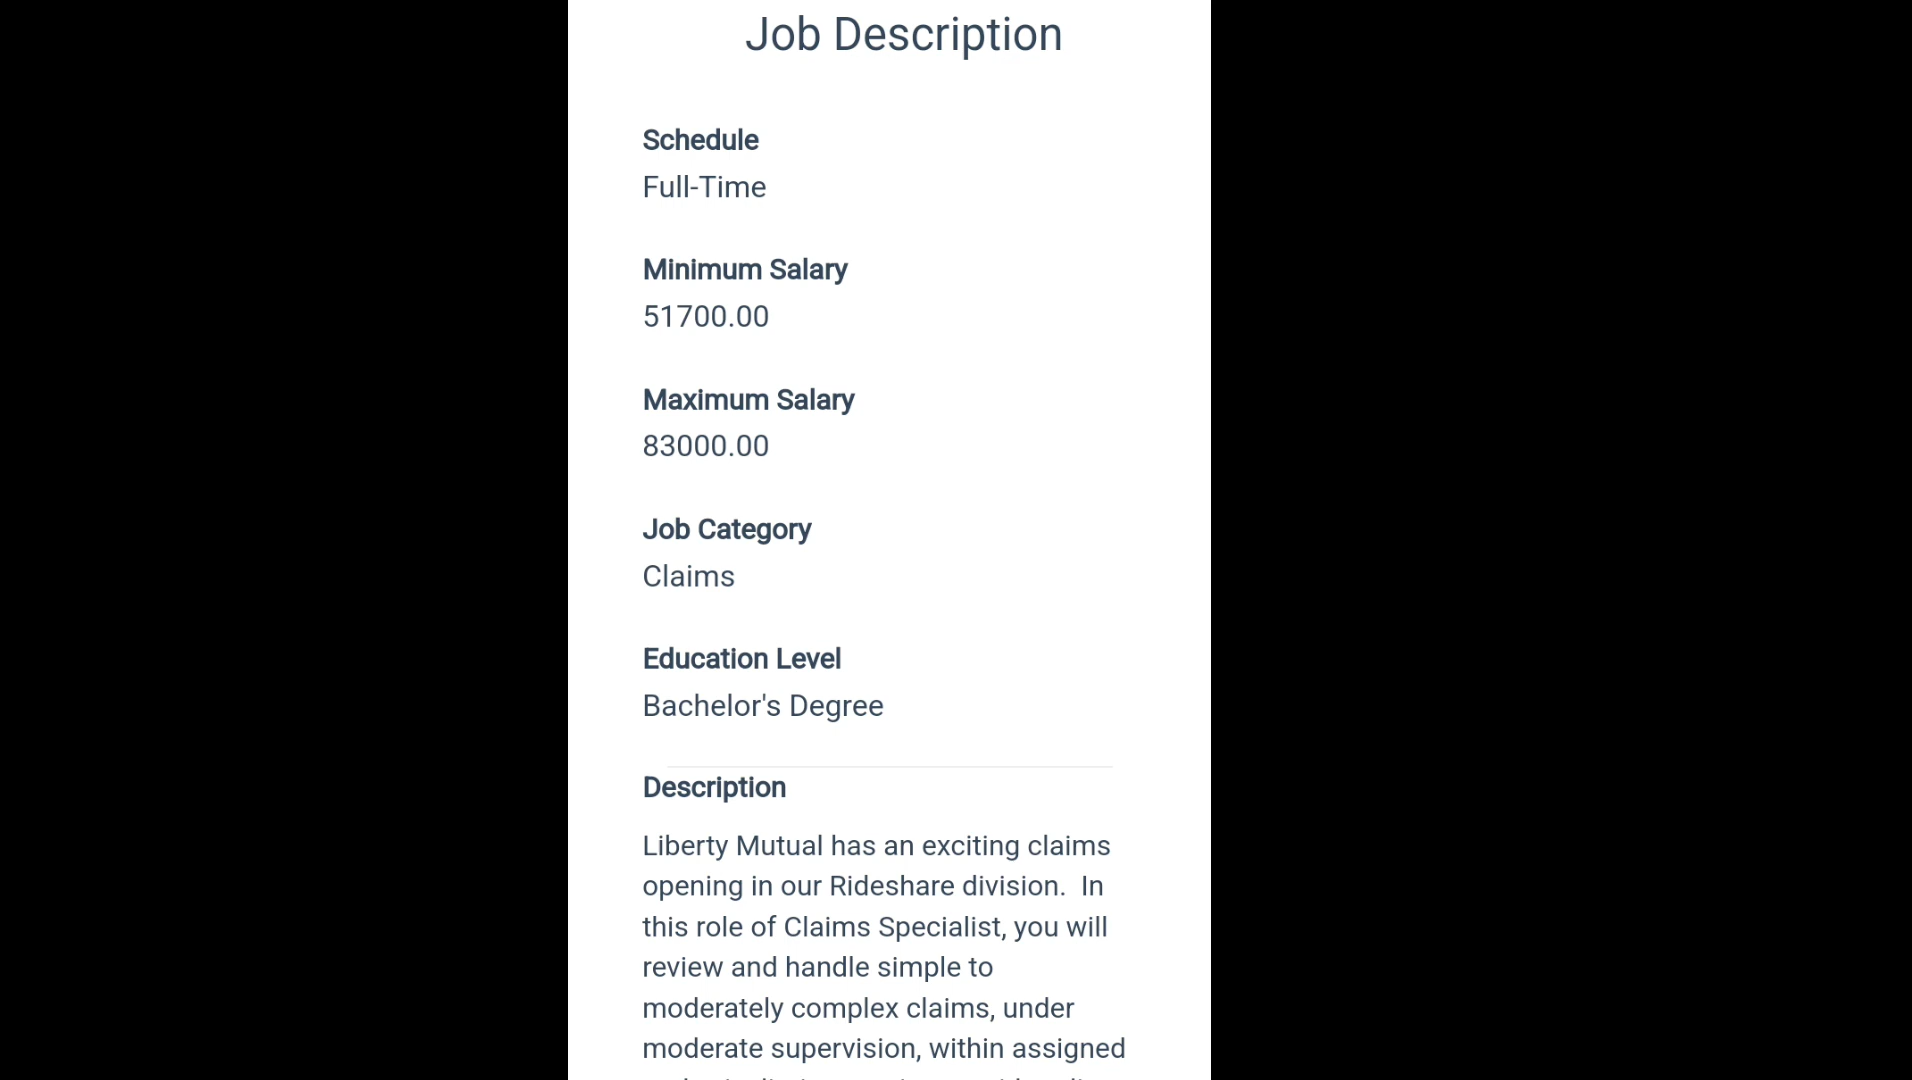 Job Description
Schedule
Full-Time
Minimum Salary
51700.00
Maximum Salary
83000.00
Job Category
Claims
Education Level
Bachelor's Degree
Description
Liberty Mutual has an exciting claims
opening in our Rideshare division.  In
this role of Claims Specialist, you will
review and handle simple to
moderately complex claims, under
moderate supervision, within assigned